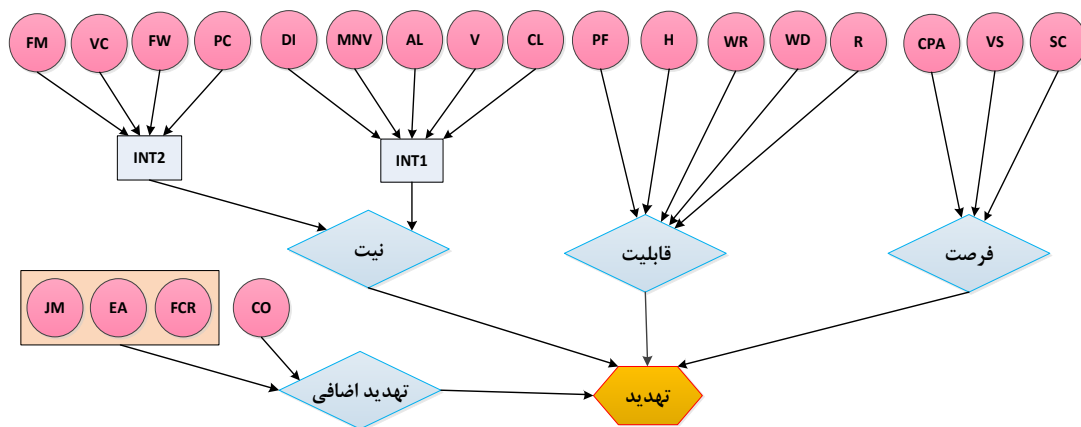 FM VC FW PC DI MNV AL V CL PF H WR WD R CPA VS SC
INT2 INT1
نیت قابلیت فرصت
JM EA FCR CO
تهدید اضافی تهدید